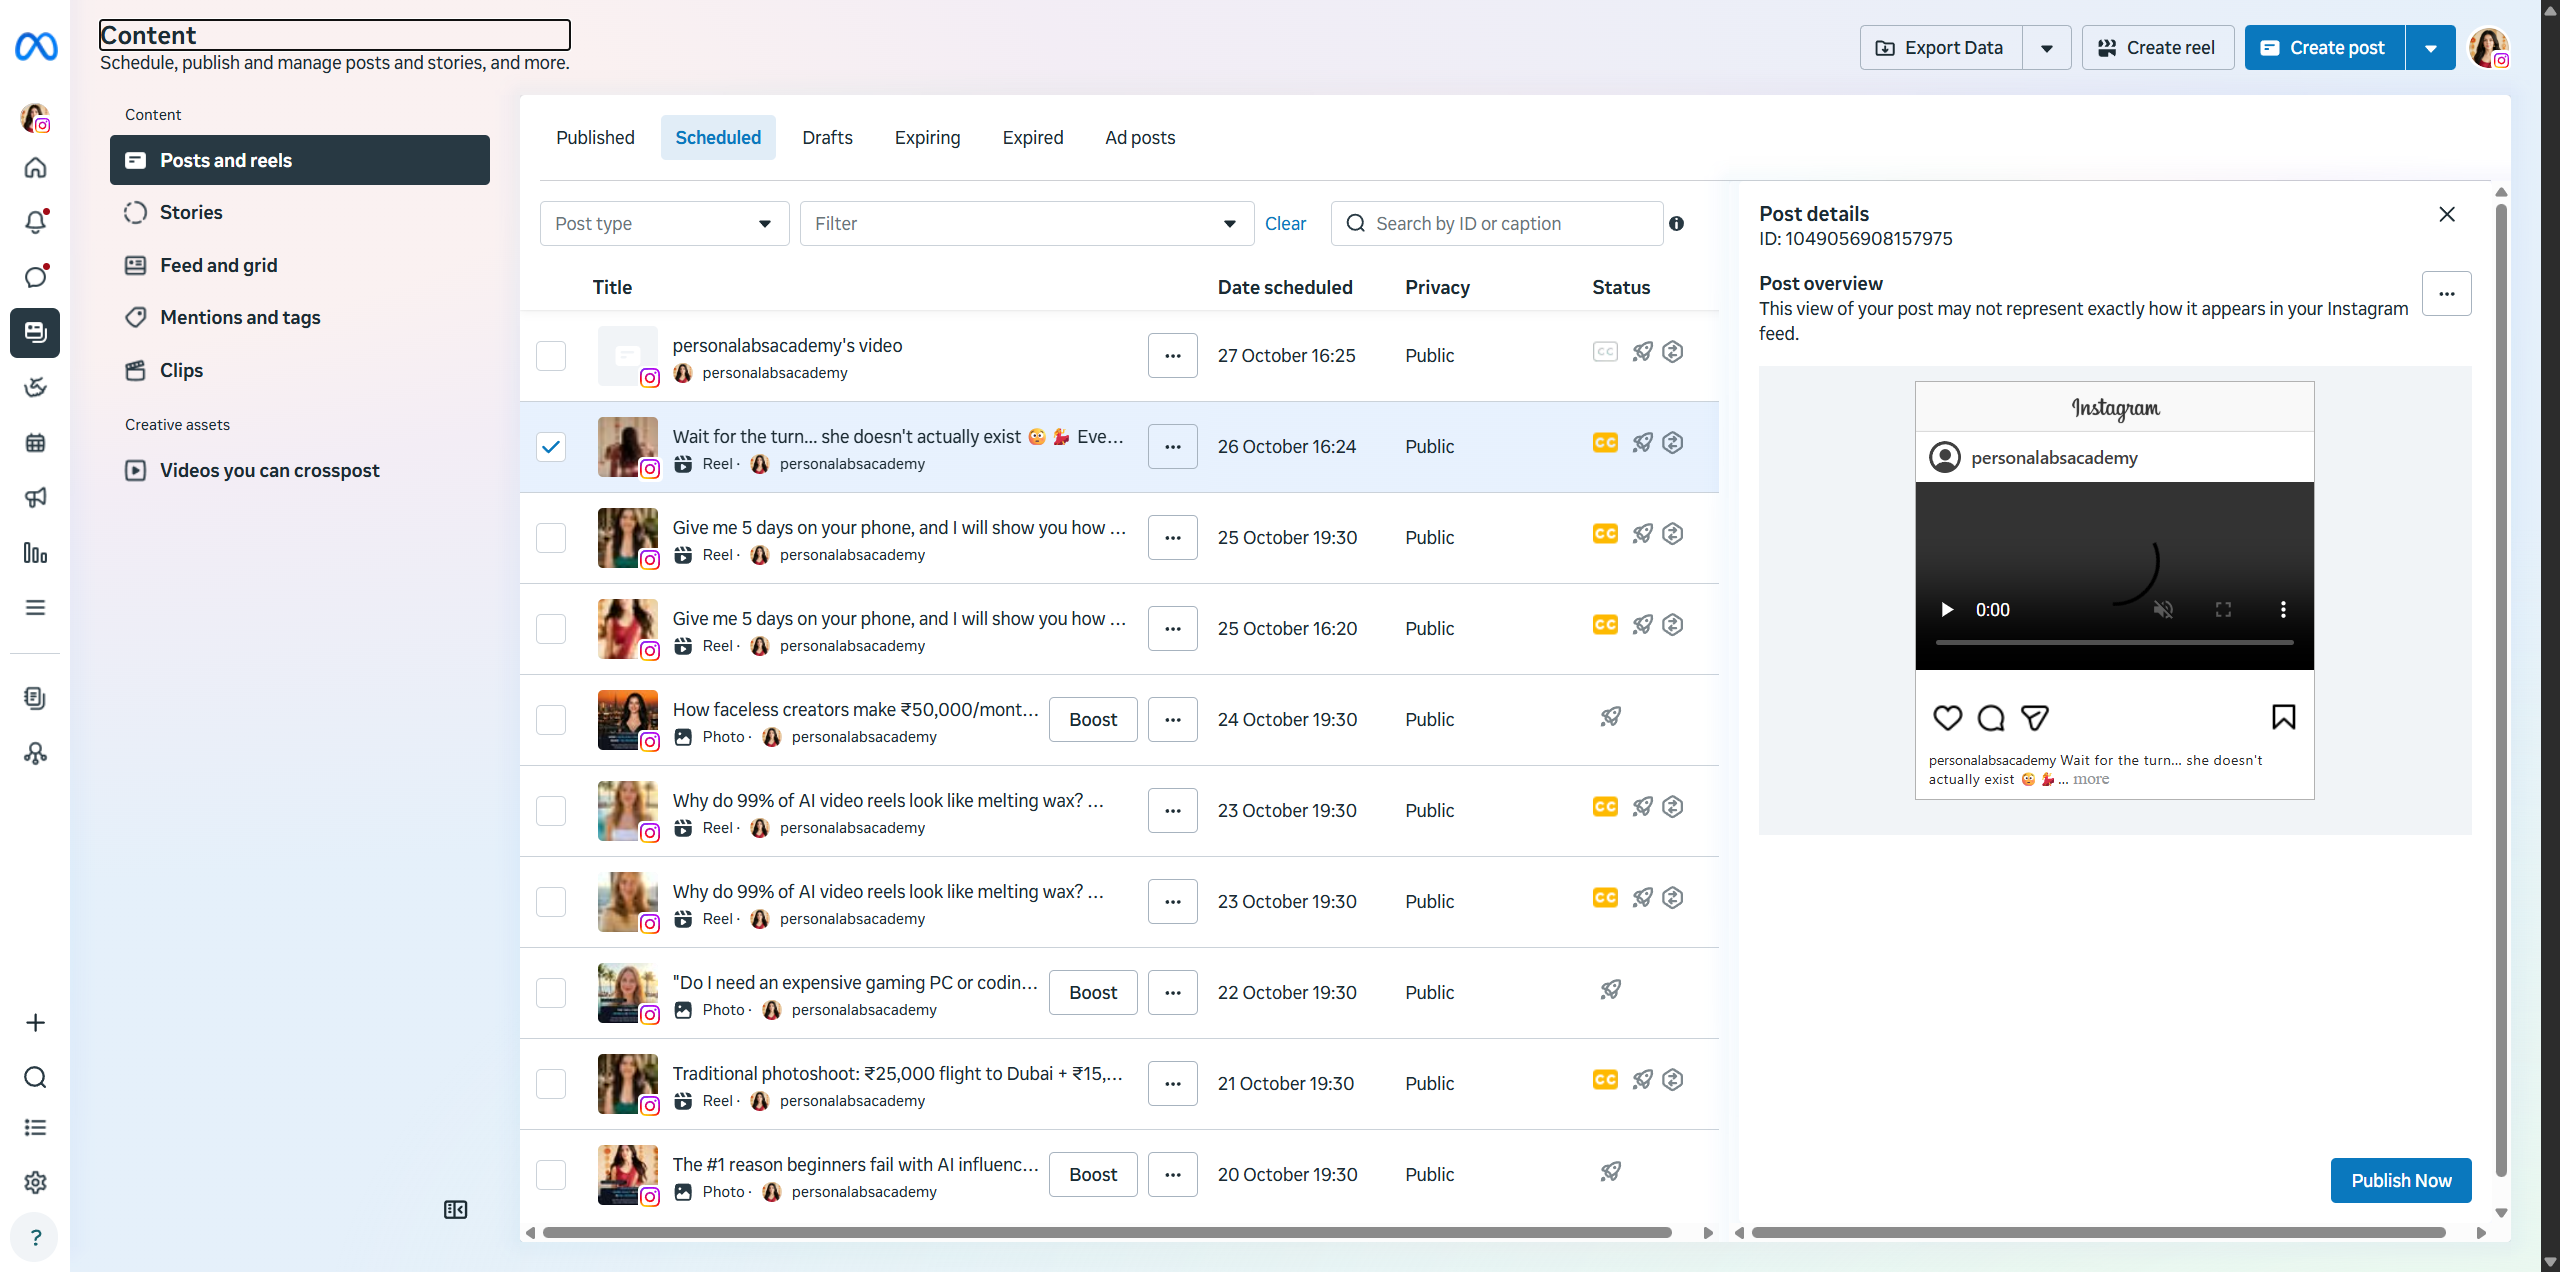 Content
Schedule, publish and manage posts and stories, and more.
Export Data
Create reel
Create post
Content
Posts and reels
Stories
Feed and grid
Mentions and tags
Clips
Creative assets
Videos you can crosspost
Published
Scheduled
Drafts
Expiring
Expired
Ad posts
Post type
Filter
Clear
Search by ID or caption
Title
Date scheduled
Privacy
Status
personalabsacademy's video
personalabsacademy
27 October 16:25
Public
CC
Wait for the turn... she doesn't actually exist 😳 💃 Eve...
Reel · personalabsacademy
26 October 16:24
Public
CC
Give me 5 days on your phone, and I will show you how ...
Reel · personalabsacademy
25 October 19:30
Public
CC
Give me 5 days on your phone, and I will show you how ...
Reel · personalabsacademy
25 October 16:20
Public
CC
How faceless creators make ₹50,000/mont...
Photo · personalabsacademy
Boost
24 October 19:30
Public
Why do 99% of AI video reels look like melting wax? ...
Reel · personalabsacademy
23 October 19:30
Public
CC
Why do 99% of AI video reels look like melting wax? ...
Reel · personalabsacademy
23 October 19:30
Public
CC
"Do I need an expensive gaming PC or codin...
Photo · personalabsacademy
Boost
22 October 19:30
Public
Traditional photoshoot: ₹25,000 flight to Dubai + ₹15,...
Reel · personalabsacademy
21 October 19:30
Public
CC
The #1 reason beginners fail with AI influenc...
Photo · personalabsacademy
Boost
20 October 19:30
Public
Post details
ID: 1049056908157975
Post overview
This view of your post may not represent exactly how it appears in your Instagram
feed.
Instagram
personalabsacademy
0:00
personalabsacademy Wait for the turn... she doesn't
actually exist 😳 💃 ... more
Publish Now
?